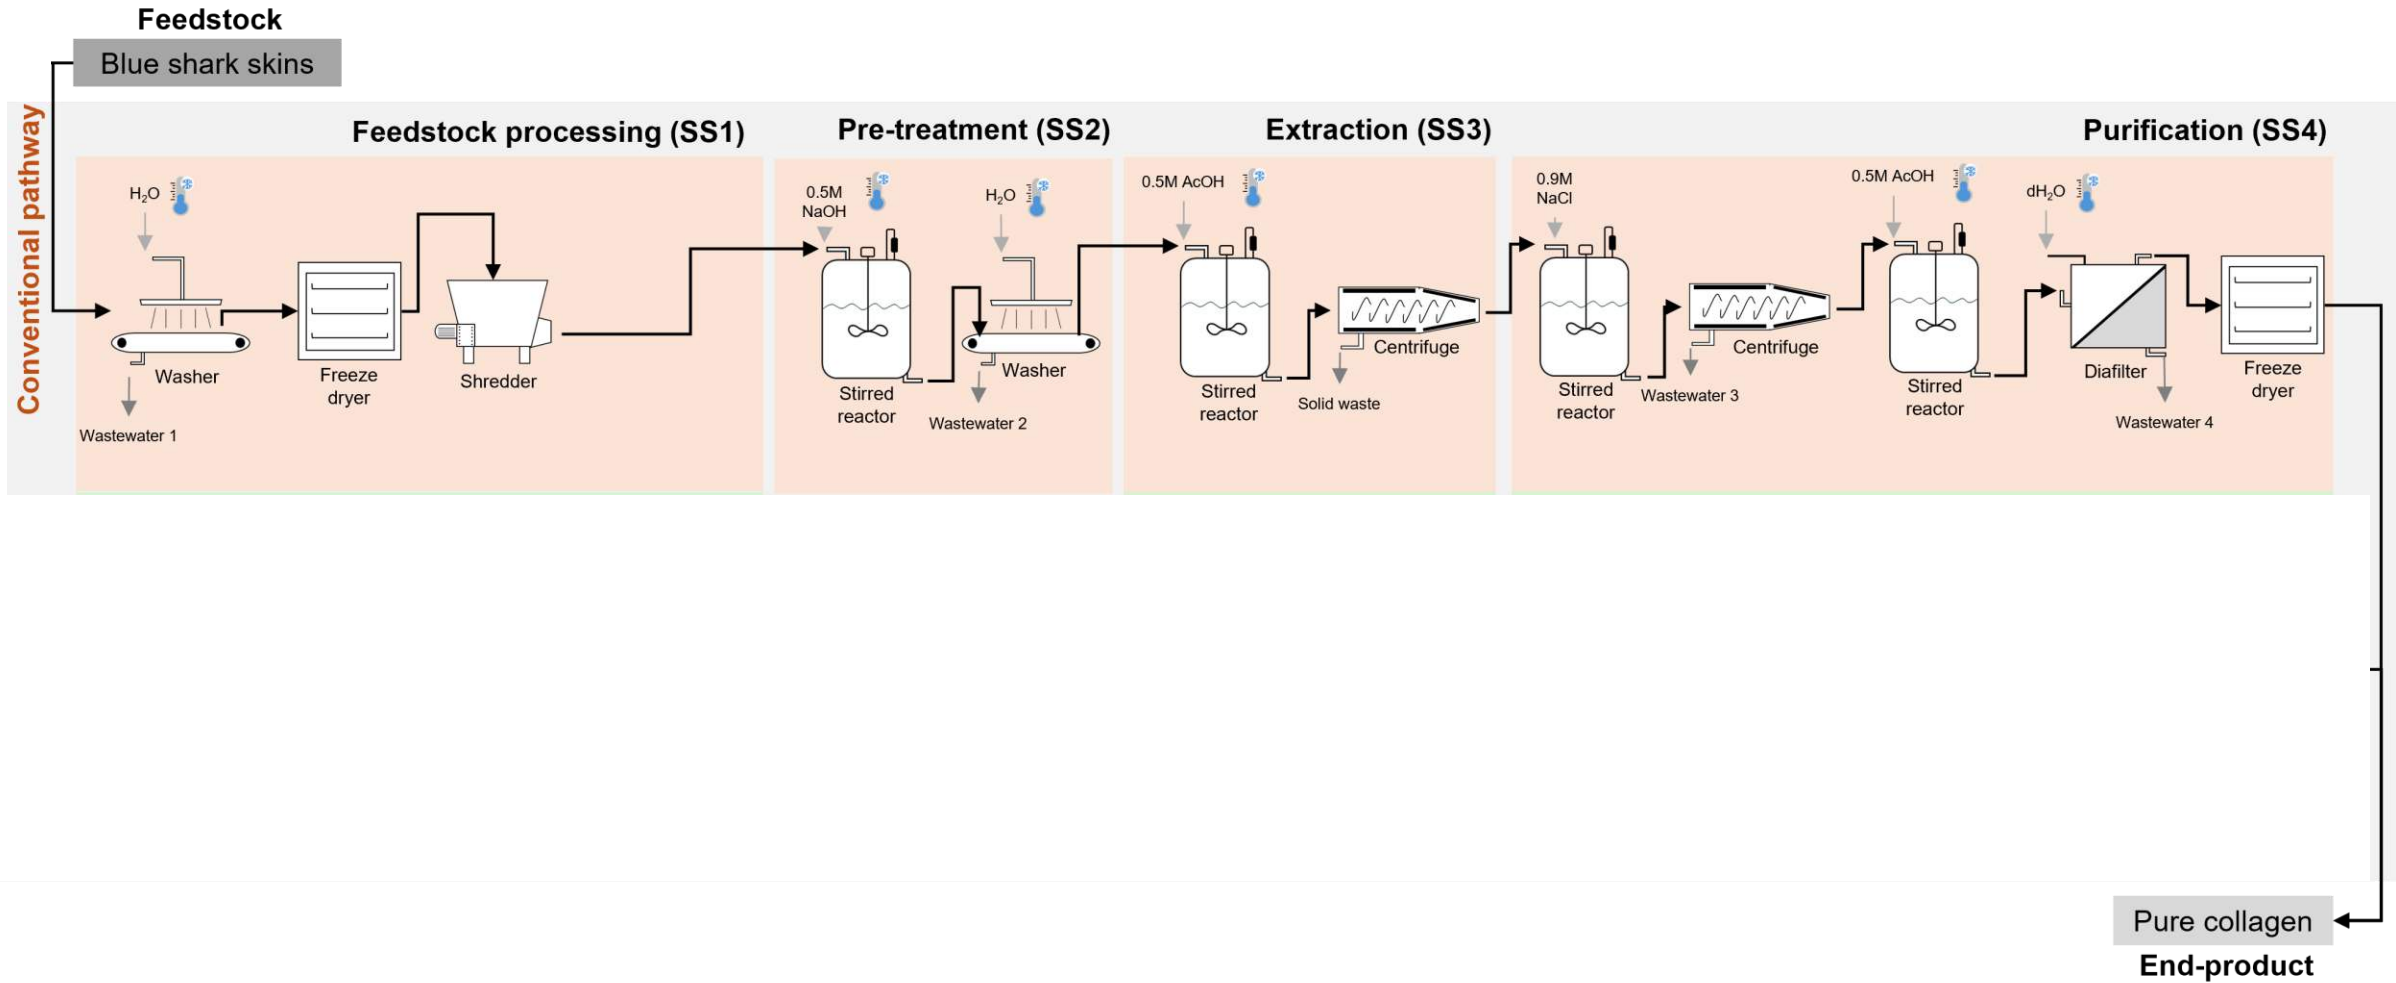 Feedstock
Blue shark skins
Conventional pathway
Feedstock processing (SS1)
Pre-treatment (SS2)
Extraction (SS3)
Purification (SS4)
H₂O
Washer
Wastewater 1
Freeze
dryer
Shredder
0.5M
NaOH
Stirred
reactor
H₂O
Washer
Wastewater 2
0.5M AcOH
Stirred
reactor
Centrifuge
Solid waste
0.9M
NaCl
Stirred
reactor
Centrifuge
Wastewater 3
0.5M AcOH
Stirred
reactor
dH₂O
Diafilter
Wastewater 4
Freeze
dryer
Pure collagen
End-product